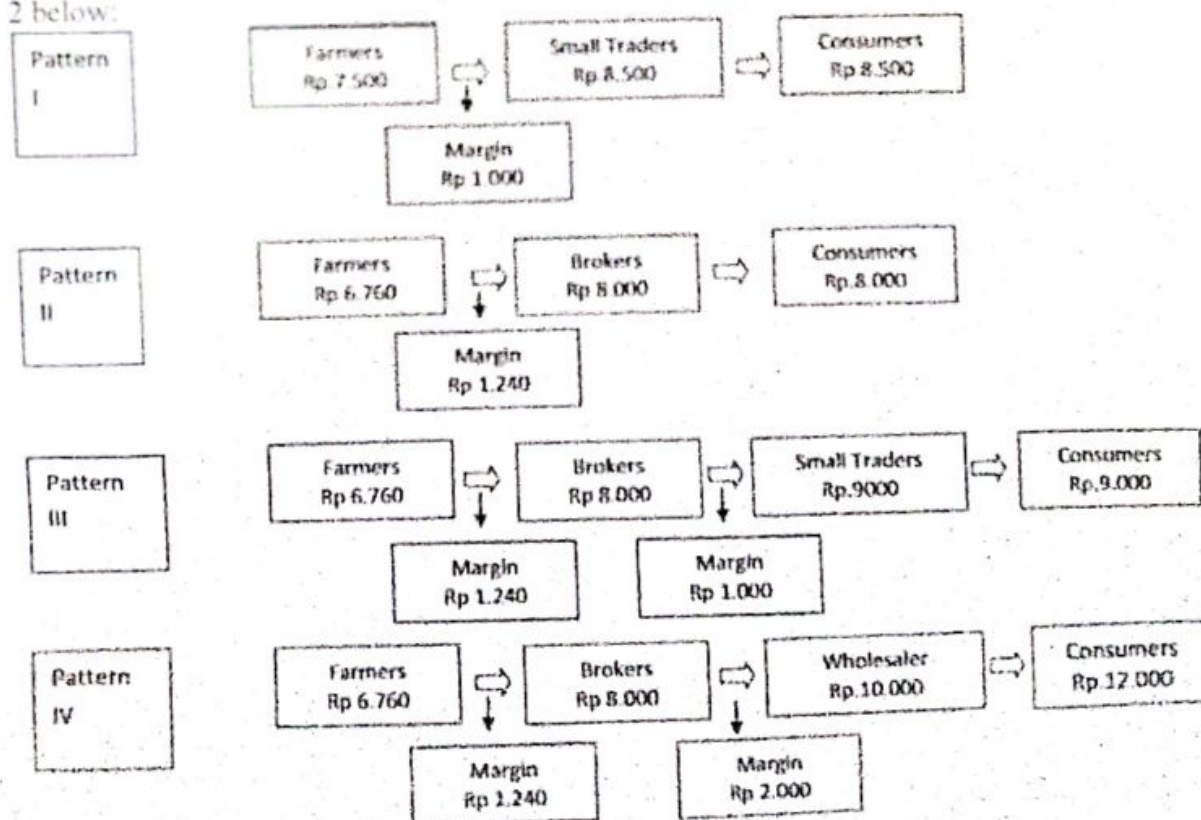 2 below:
Pattern
I
Farmers
Rp 7.500
Small Traders
Rp 8.500
Consumers
Rp 8.500
Margin
Rp 1.000
Pattern
II
Farmers
Rp 6.760
Brokers
Rp 8.000
Consumers
Rp.8.000
Margin
Rp 1.240
Pattern
III
Farmers
Rp 6.760
Brokers
Rp 8.000
Small Traders
Rp.9000
Consumers
Rp.9.000
Margin
Rp 1.240
Margin
Rp 1.000
Pattern
IV
Farmers
Rp 6.760
Brokers
Rp 8.000
Wholesaler
Rp.10.000
Consumers
Rp.12.000
Margin
Rp 1.240
Margin
Rp 2.000